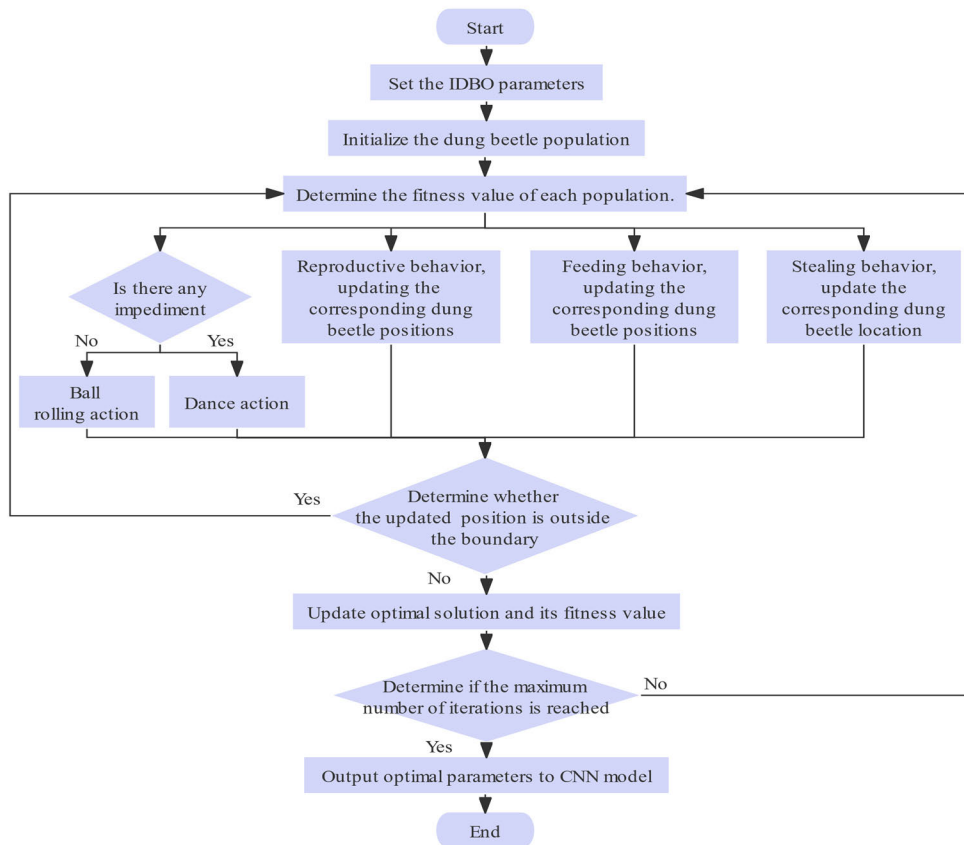 Start
Set the IDBO parameters
Initialize the dung beetle population
Determine the fitness value of each population.
Is there any
impediment
Reproductive behavior,
updating the
corresponding dung
beetle positions
Feeding behavior,
updating the
corresponding dung
beetle positions
Stealing behavior,
update the
corresponding dung
beetle location
No
Yes
Ball
rolling action
Dance action
Yes
Determine whether
the updated position is outside
the boundary
No
Update optimal solution and its fitness value
Determine if the maximum
number of iterations is reached
No
Yes
Output optimal parameters to CNN model
End